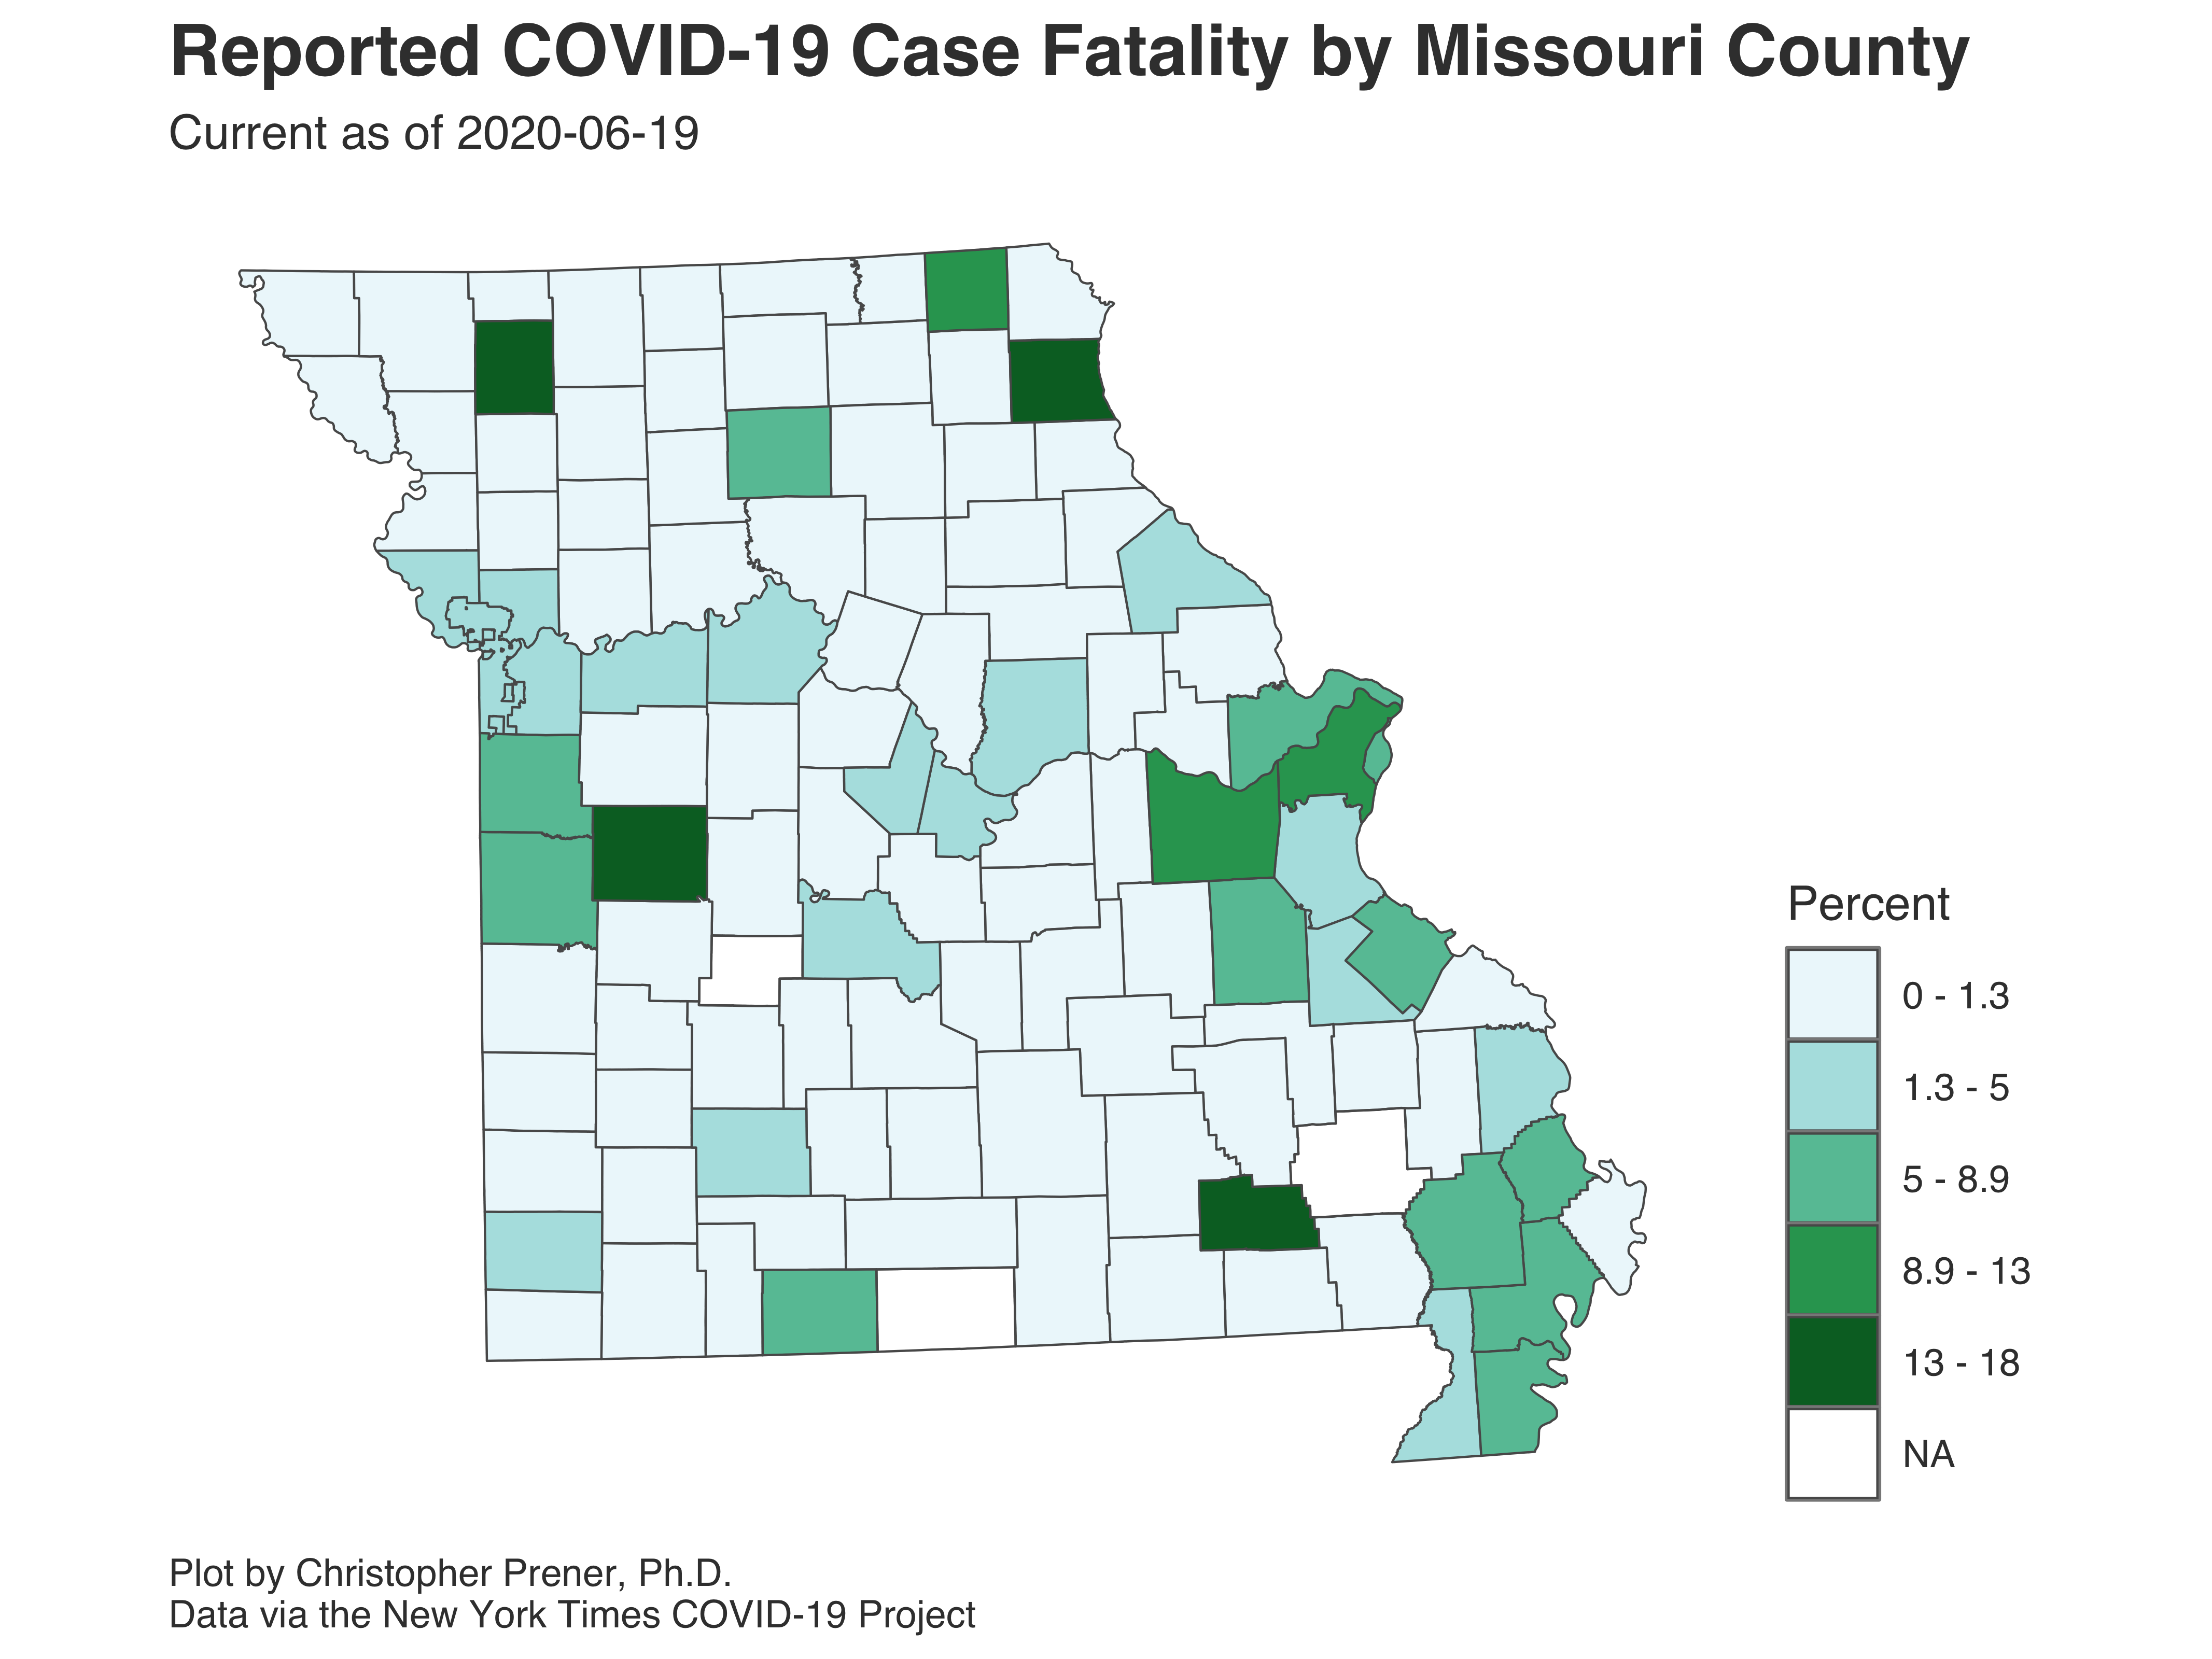 Reported COVID-19 Case Fatality by Missouri County
Current as of 2020-06-19
Percent
0 - 1.3
1.3 - 5
5 - 8.9
8.9 - 13
13 - 18
NA
Plot by Christopher Prener, Ph.D.
Data via the New York Times COVID-19 Project